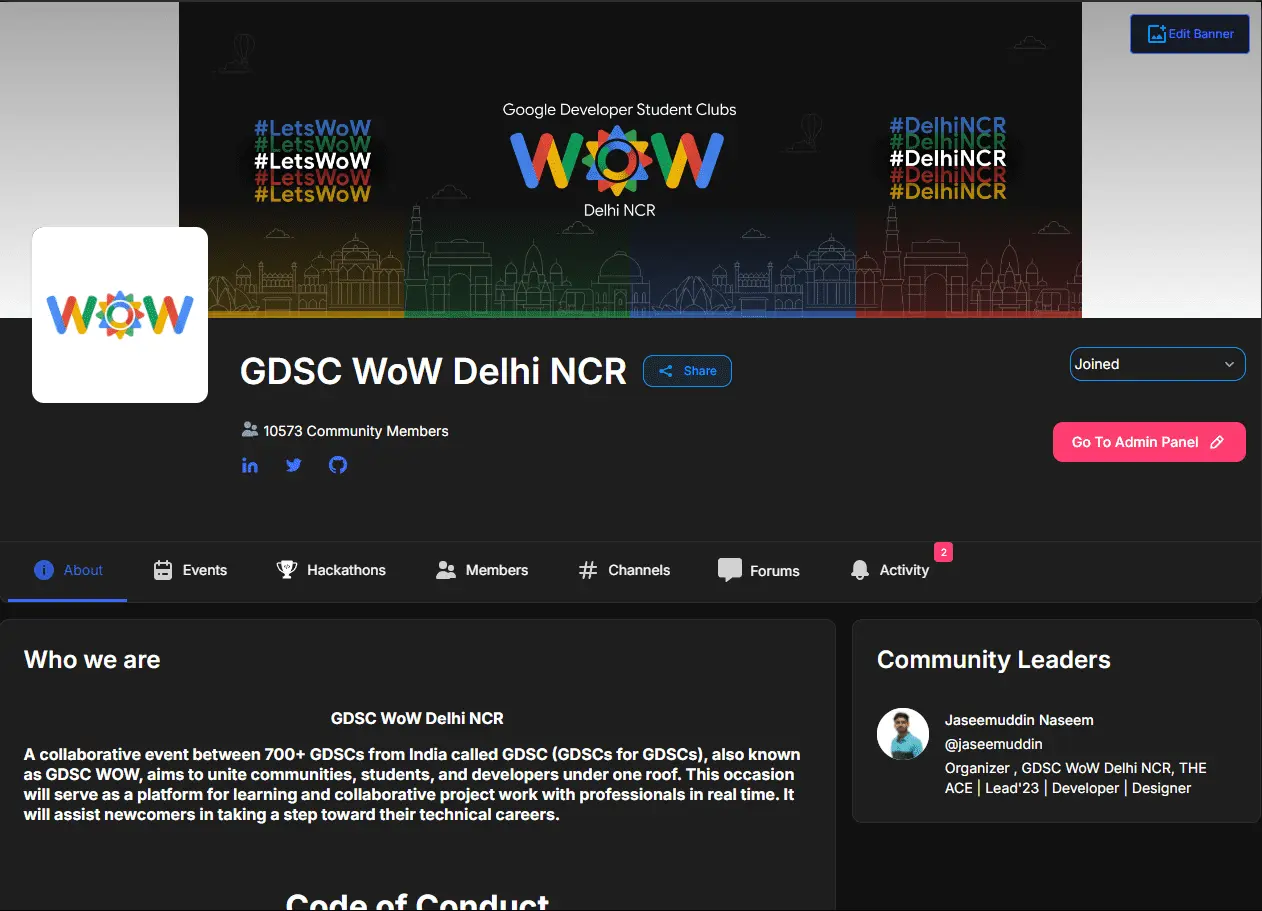 Edit Banner
#LetsWoW
#LetsWoW
#LetsWoW
#LetsWoW
#LetsWoW
Google Developer Student Clubs
WOW
Delhi NCR
#DelhiNCR
#DelhiNCR
#DelhiNCR
#DelhiNCR
#DelhiNCR
WOW
GDSC WoW Delhi NCR
Share
Joined
10573 Community Members
Go To Admin Panel
in
About
Events
Hackathons
Members
# Channels
Forums
Activity
2
Who we are
GDSC WoW Delhi NCR
A collaborative event between 700+ GDSCs from India called GDSC (GDSCs for GDSCs), also known
as GDSC WOW, aims to unite communities, students, and developers under one roof. This occasion
will serve as a platform for learning and collaborative project work with professionals in real time. It
will assist newcomers in taking a step toward their technical careers.
Code of Conduct
Community Leaders
Jaseemuddin Naseem
@jaseemuddin
Organizer , GDSC WoW Delhi NCR, THE
ACE | Lead'23 | Developer | Designer